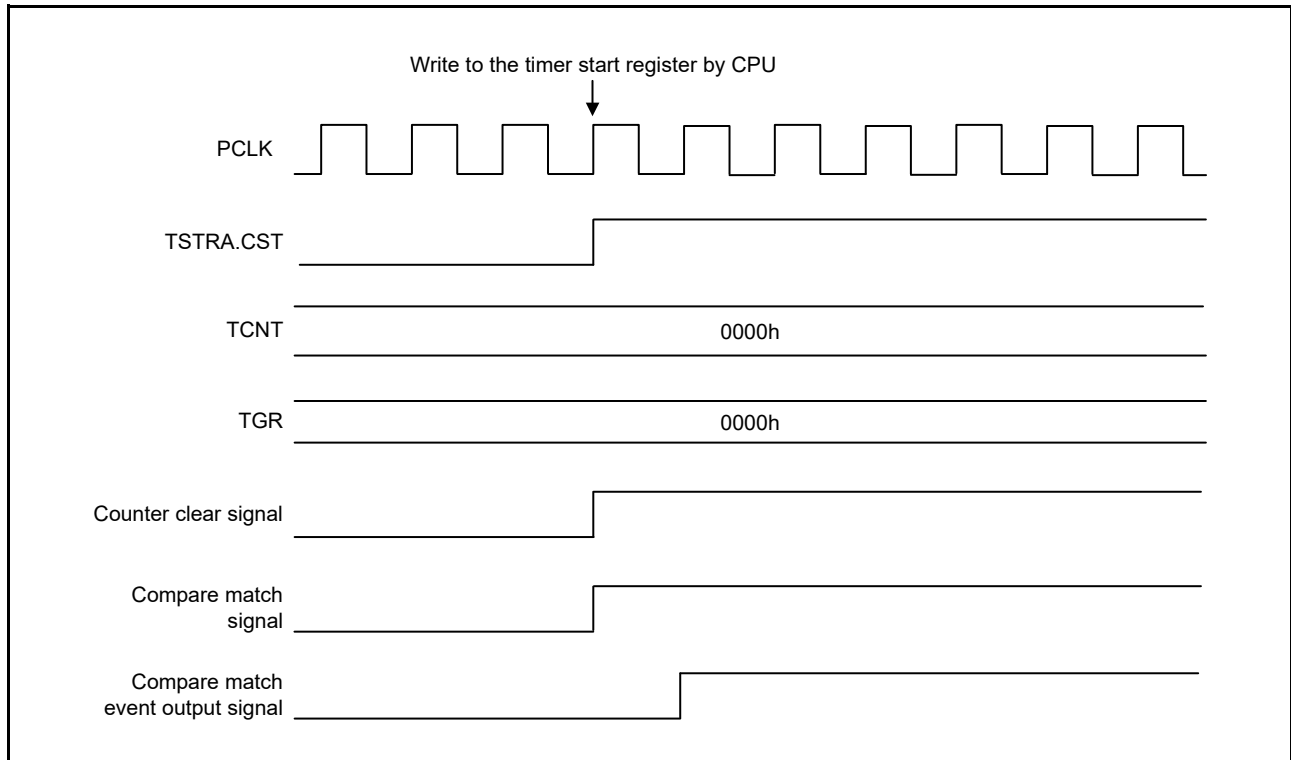 Write to the timer start register by CPU
PCLK
TSTRA.CST
TCNT
0000h
TGR
0000h
Counter clear signal
Compare match
signal
Compare match
event output signal